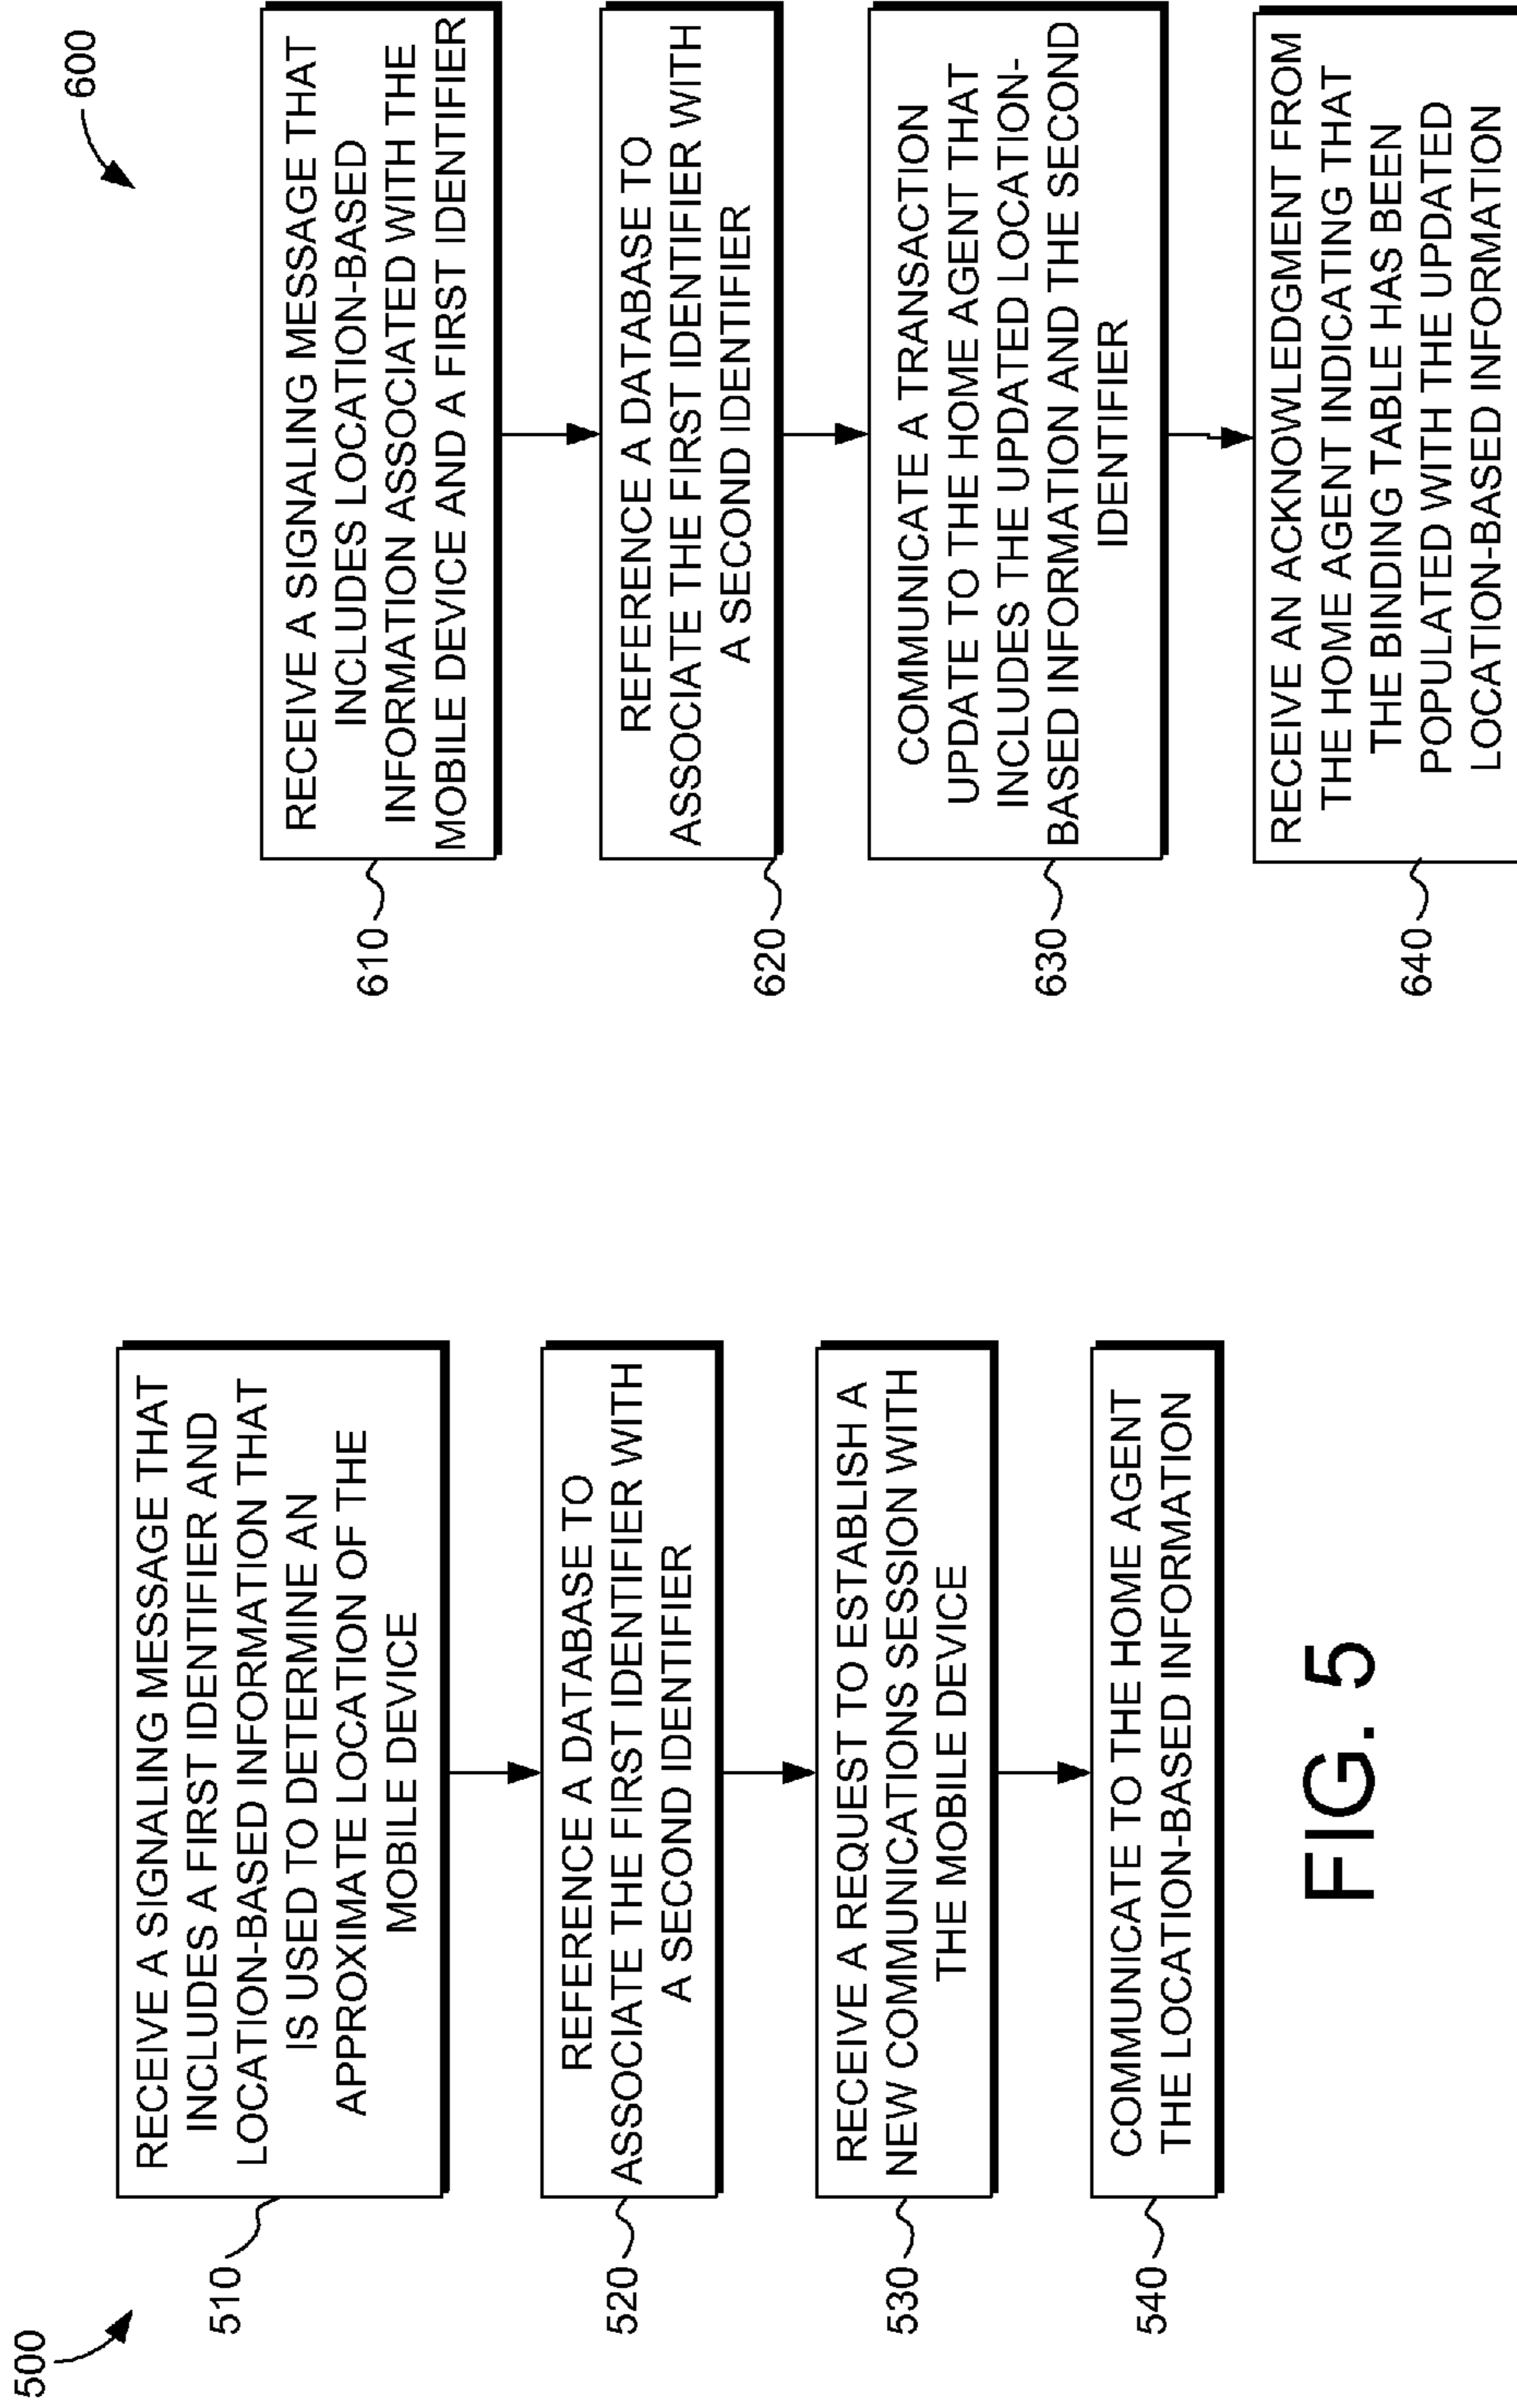 500
510
RECEIVE A SIGNALING MESSAGE THAT
INCLUDES A FIRST IDENTIFIER AND
LOCATION-BASED INFORMATION THAT
IS USED TO DETERMINE AN
APPROXIMATE LOCATION OF THE
MOBILE DEVICE
520
REFERENCE A DATABASE TO
ASSOCIATE THE FIRST IDENTIFIER WITH
A SECOND IDENTIFIER
530
RECEIVE A REQUEST TO ESTABLISH A
NEW COMMUNICATIONS SESSION WITH
THE MOBILE DEVICE
540
COMMUNICATE TO THE HOME AGENT
THE LOCATION-BASED INFORMATION
FIG. 5
600
610
RECEIVE A SIGNALING MESSAGE THAT
INCLUDES LOCATION-BASED
INFORMATION ASSOCIATED WITH THE
MOBILE DEVICE AND A FIRST IDENTIFIER
620
REFERENCE A DATABASE TO
ASSOCIATE THE FIRST IDENTIFIER WITH
A SECOND IDENTIFIER
630
COMMUNICATE A TRANSACTION
UPDATE TO THE HOME AGENT THAT
INCLUDES THE UPDATED LOCATION-
BASED INFORMATION AND THE SECOND
IDENTIFIER
640
RECEIVE AN ACKNOWLEDGMENT FROM
THE HOME AGENT INDICATING THAT
THE BINDING TABLE HAS BEEN
POPULATED WITH THE UPDATED
LOCATION-BASED INFORMATION